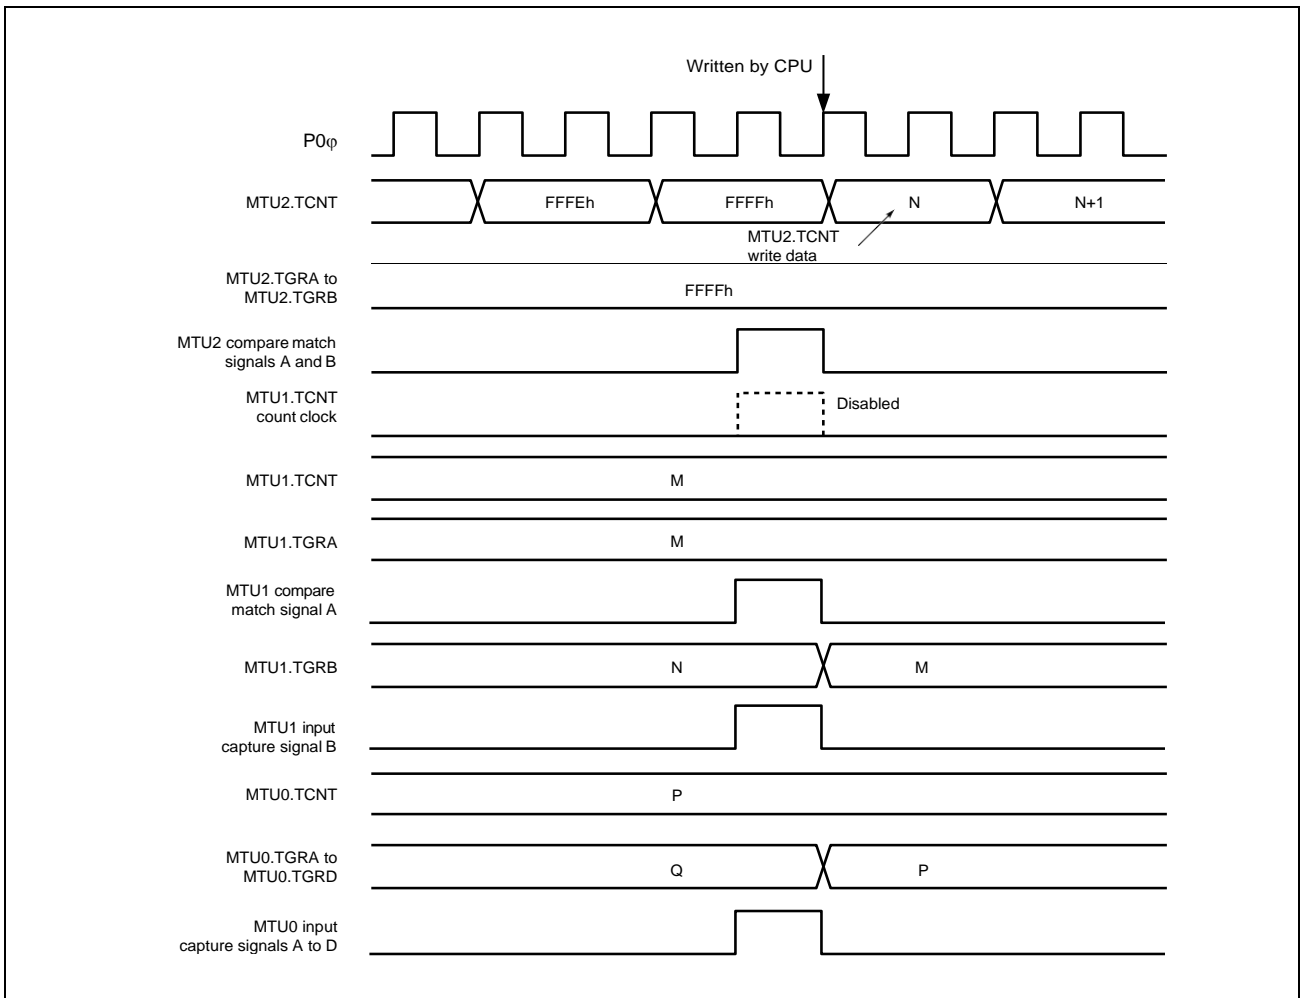 Written by CPU
P0φ
MTU2.TCNT
FFFEh
FFFFh
N
N+1
MTU2.TCNT
write data
MTU2.TGRA to
MTU2.TGRB
FFFFh
MTU2 compare match
signals A and B
MTU1.TCNT
count clock
Disabled
MTU1.TCNT
M
MTU1.TGRA
M
MTU1 compare
match signal A
MTU1.TGRB
N
M
MTU1 input
capture signal B
MTU0.TCNT
P
MTU0.TGRA to
MTU0.TGRD
Q
P
MTU0 input
capture signals A to D